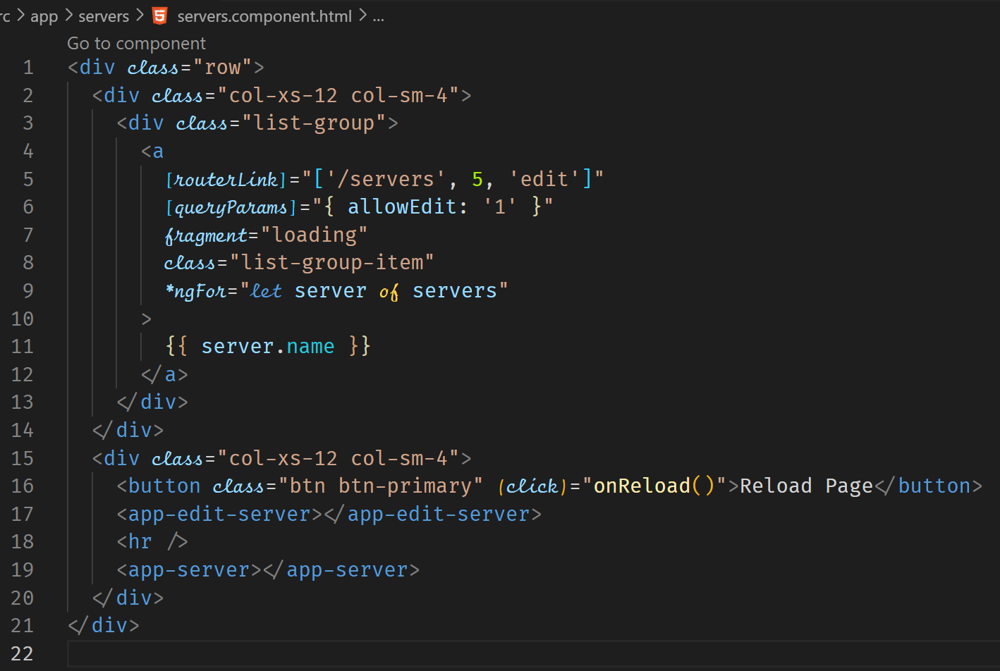 rc > app > servers > servers.component.html > ...
Go to component
1 <div class="row">
2 <div class="col-xs-12 col-sm-4">
3 <div class="list-group">
4 <a
5 [routerLink]="['/servers', 5, 'edit']"
6 [queryParams]="{ allowEdit: '1' }"
7 fragment="loading"
8 class="list-group-item"
9 *ngFor="let server of servers"
10 >
11 {{ server.name }}
12 </a>
13 </div>
14 </div>
15 <div class="col-xs-12 col-sm-4">
16 <button class="btn btn-primary" (click)="onReload()">Reload Page</button>
17 <app-edit-server></app-edit-server>
18 <hr />
19 <app-server></app-server>
20 </div>
21 </div>
22